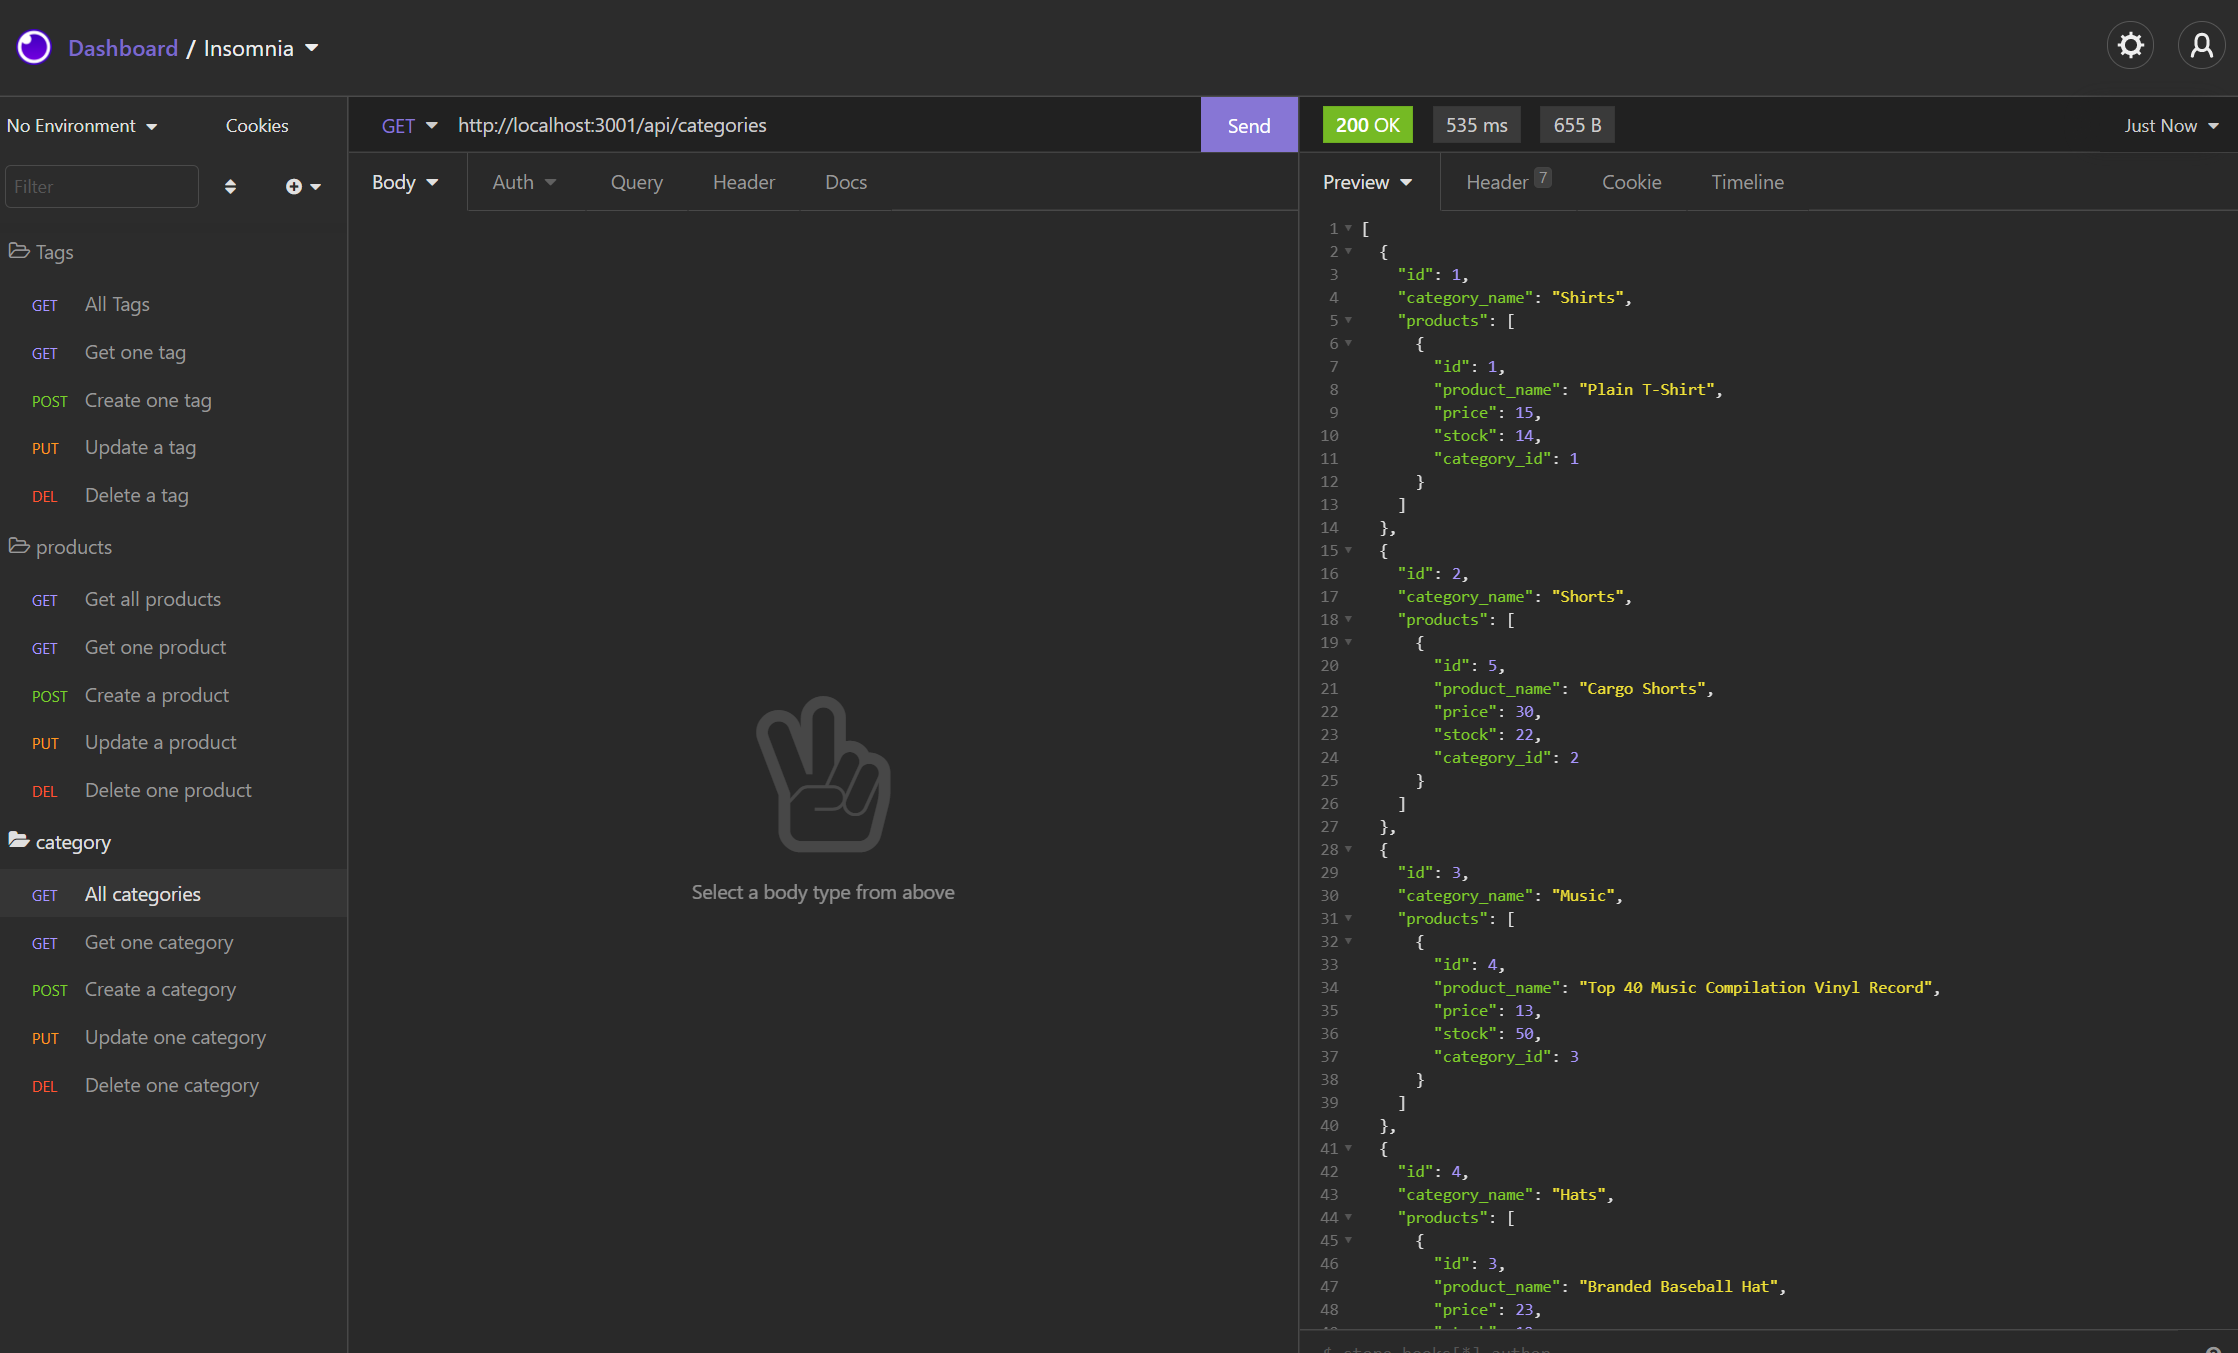 Dashboard / Insomnia
No Environment
Cookies
Filter
Tags
GET All Tags
GET Get one tag
POST Create one tag
PUT Update a tag
DEL Delete a tag
products
GET Get all products
GET Get one product
POST Create a product
PUT Update a product
DEL Delete one product
category
GET All categories
GET Get one category
POST Create a category
PUT Update one category
DEL Delete one category
GET http://localhost:3001/api/categories Send
Body Auth Query Header Docs
Select a body type from above
200 OK 535 ms 655 B Just Now
Preview Header 7 Cookie Timeline
1 [
2 {
3 "id": 1,
4 "category_name": "Shirts",
5 "products": [
6 {
7 "id": 1,
8 "product_name": "Plain T-Shirt",
9 "price": 15,
10 "stock": 14,
11 "category_id": 1
12 }
13 ]
14 },
15 {
16 "id": 2,
17 "category_name": "Shorts",
18 "products": [
19 {
20 "id": 5,
21 "product_name": "Cargo Shorts",
22 "price": 30,
23 "stock": 22,
24 "category_id": 2
25 }
26 ]
27 },
28 {
29 "id": 3,
30 "category_name": "Music",
31 "products": [
32 {
33 "id": 4,
34 "product_name": "Top 40 Music Compilation Vinyl Record",
35 "price": 13,
36 "stock": 50,
37 "category_id": 3
38 }
39 ]
40 },
41 {
42 "id": 4,
43 "category_name": "Hats",
44 "products": [
45 {
46 "id": 3,
47 "product_name": "Branded Baseball Hat",
48 "price": 23,